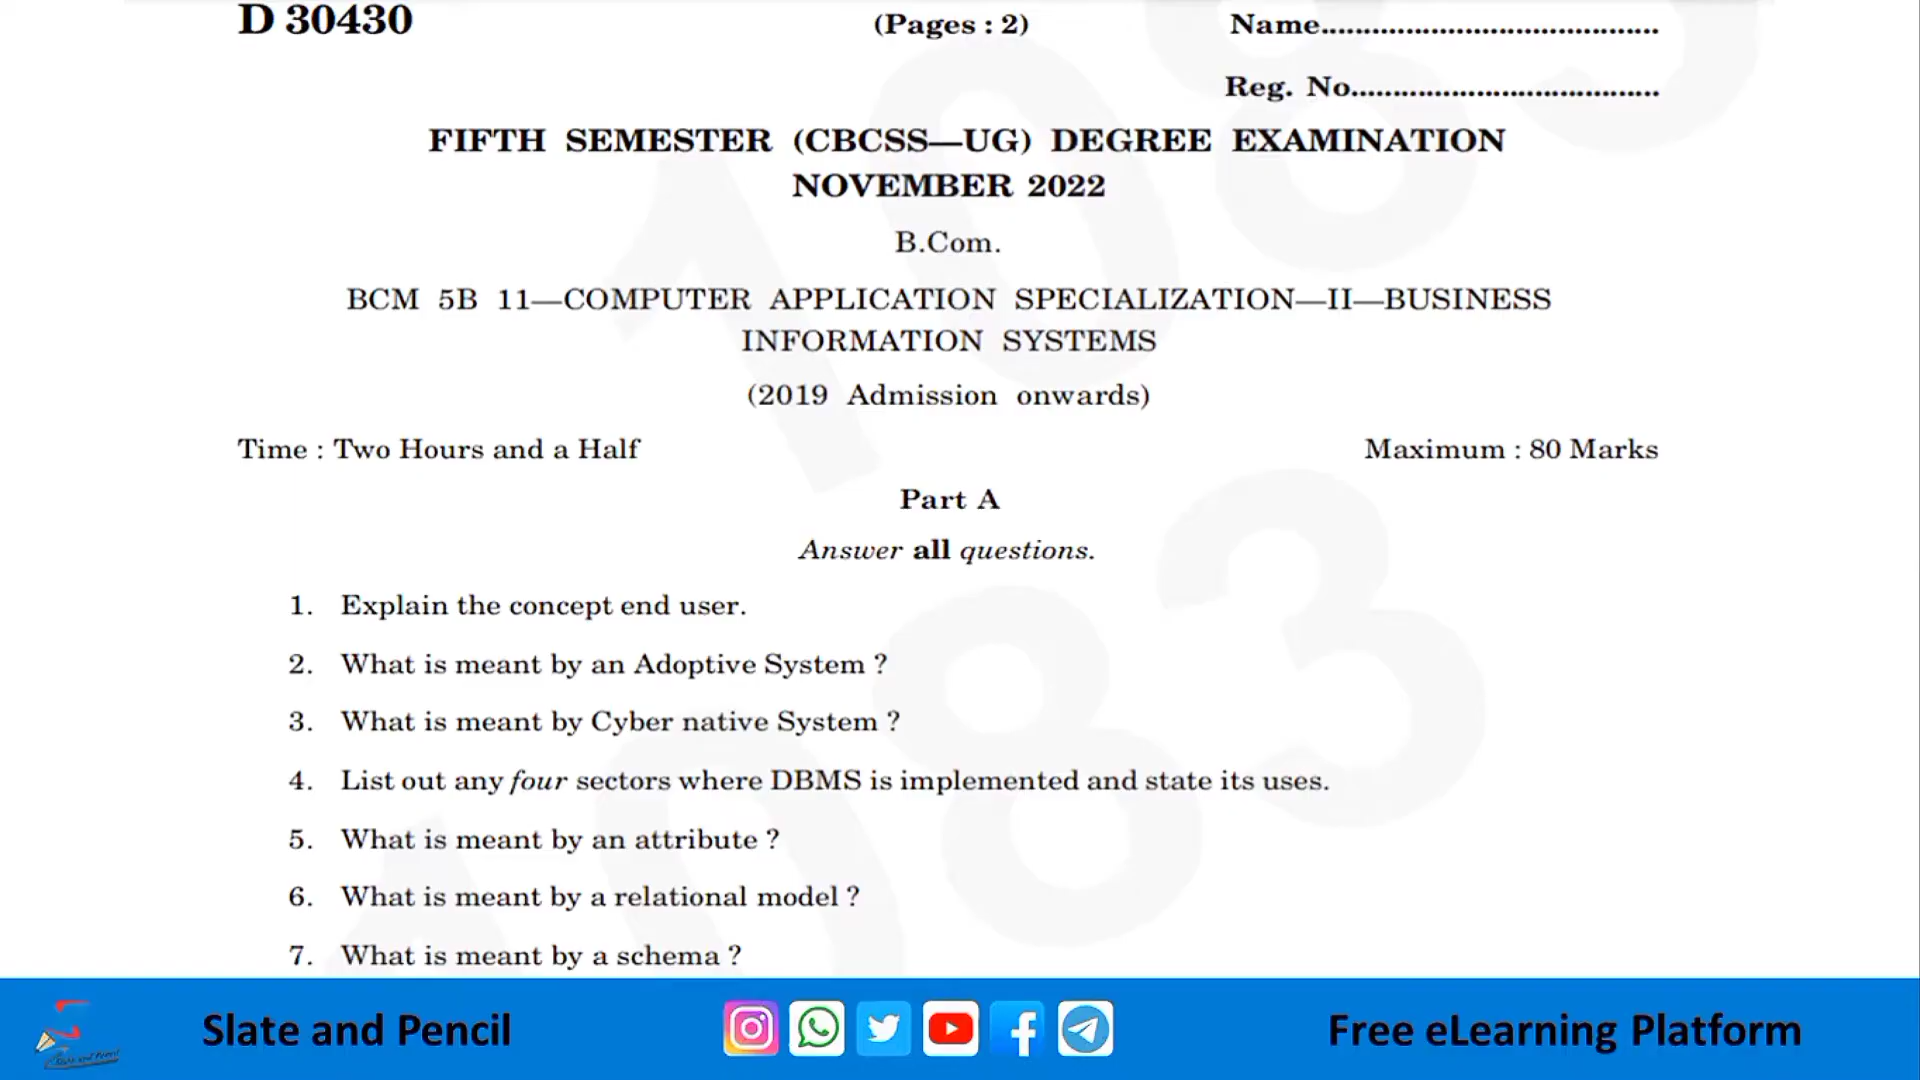 D 30430
(Pages : 2)
Name.........................................
Reg. No.....................................
FIFTH SEMESTER (CBCSS—UG) DEGREE EXAMINATION
NOVEMBER 2022
B.Com.
BCM 5B 11—COMPUTER APPLICATION SPECIALIZATION—II—BUSINESS
INFORMATION SYSTEMS
(2019 Admission onwards)
Time : Two Hours and a Half
Maximum : 80 Marks
Part A
Answer all questions.
1. Explain the concept end user.
2. What is meant by an Adoptive System ?
3. What is meant by Cyber native System ?
4. List out any four sectors where DBMS is implemented and state its uses.
5. What is meant by an attribute ?
6. What is meant by a relational model ?
7. What is meant by a schema ?
Slate and Pencil
Free eLearning Platform